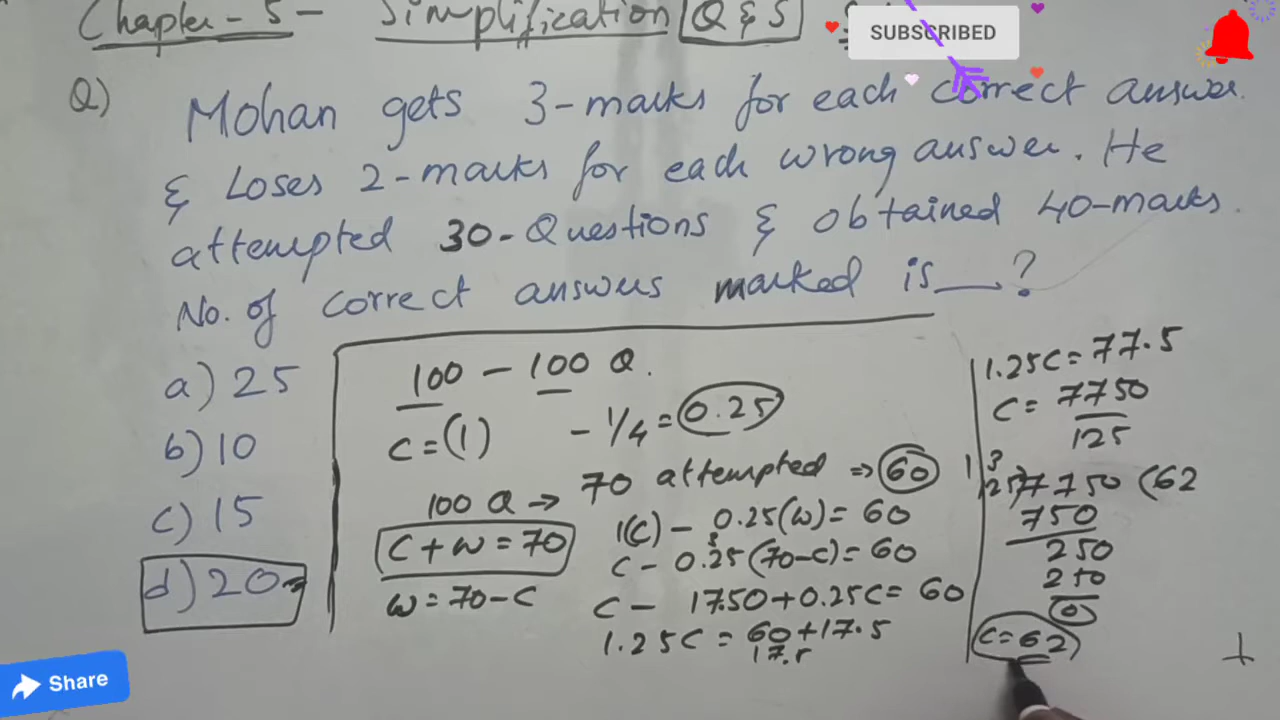 Chapter-5- Simplification Q & S
SUBSCRIBED
Q) Mohan gets 3-marks for each correct answer.
& Loses 2-marks for each wrong answer. He
attempted 30-Questions & obtained 40-marks.
No. of correct answers marked is ___?
a) 25
b) 10
c) 15
d) 20
100 - 100 Q.
C = (1) - 1/4 = 0.25
100 Q → 70 attempted ⇒ 60
C + W = 70
W = 70 - C
1(C) - 0.25(W) = 60
C - 0.25(70-C) = 60
C - 17.50 + 0.25C = 60
1.25C = 60 + 17.5
1.25C = 77.5
C = 7750
125
125)7750(62
750
250
250
0
C = 62
Share